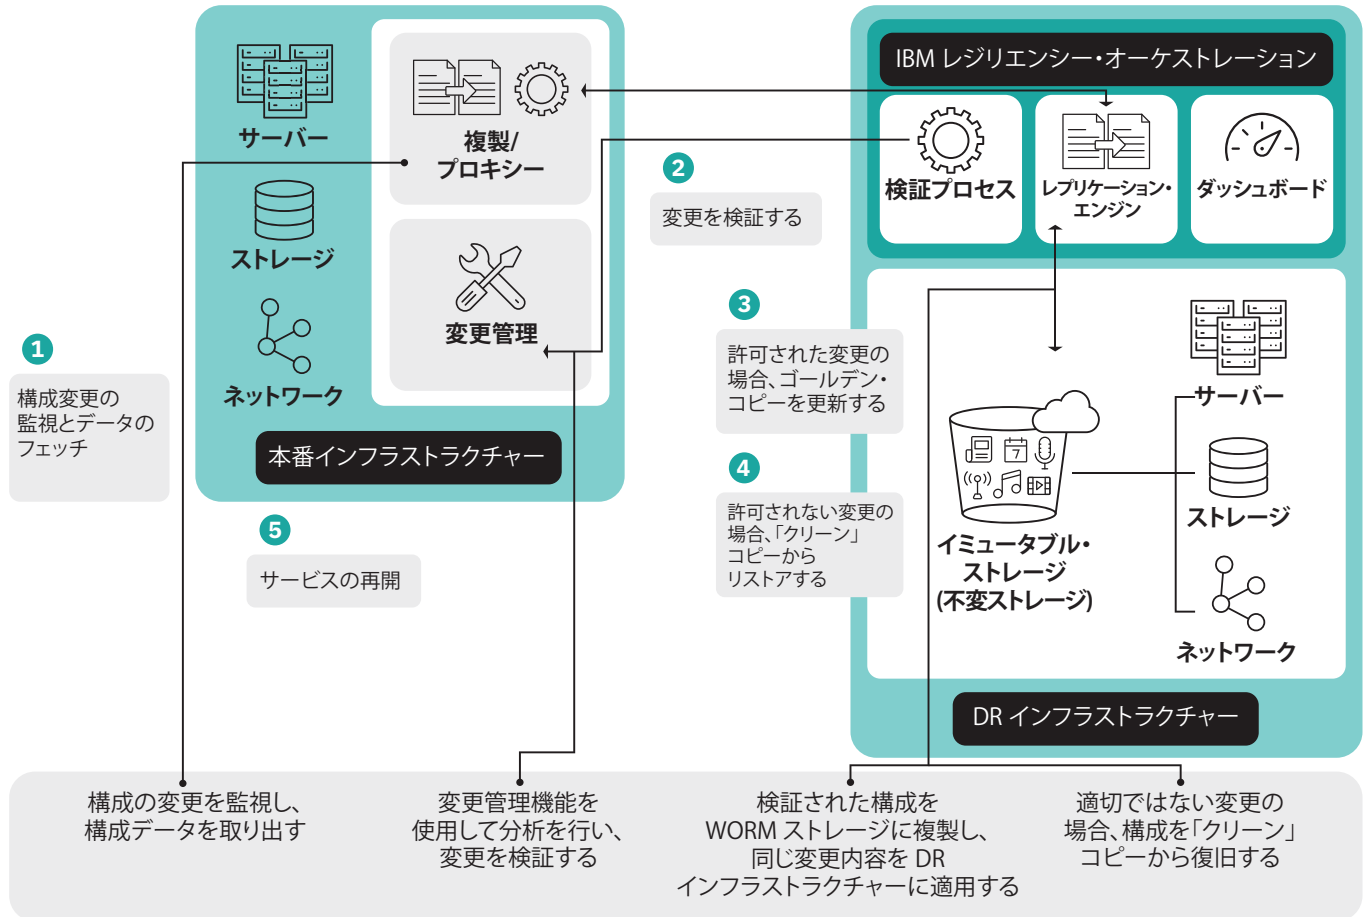 サーバー
ストレージ
ネットワーク
複製/
プロキシー
変更管理
本番インフラストラクチャー
1
構成変更の
監視とデータの
フェッチ
2
変更を検証する
3
許可された変更の
場合、ゴールデン・
コピーを更新する
4
許可されない変更の
場合、「クリーン」
コピーから
リストアする
5
サービスの再開
IBM レジリエンシー・オーケストレーション
検証プロセス
レプリケーション・
エンジン
ダッシュボード
7
イミュータブル・
ストレージ
(不変ストレージ)
サーバー
ストレージ
ネットワーク
DR インフラストラクチャー
構成の変更を監視し、
構成データを取り出す
変更管理機能を
使用して分析を行い、
変更を検証する
検証された構成を
WORM ストレージに複製し、
同じ変更内容を DR
インフラストラクチャーに適用する
適切ではない変更の
場合、構成を「クリーン」
コピーから復旧する